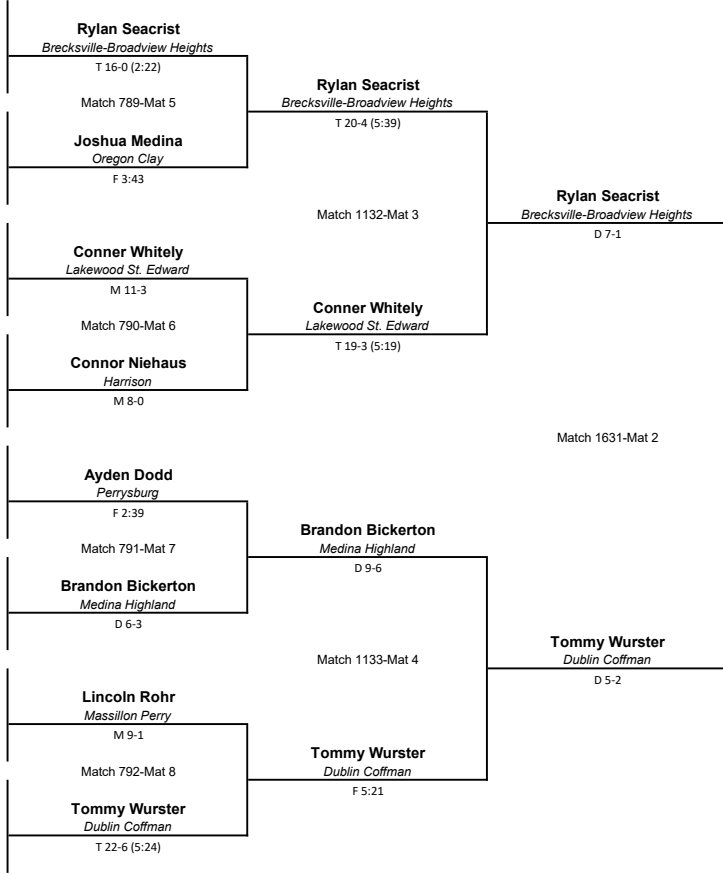 Rylan Seacrist
Brecksville-Broadview Heights
T 16-0 (2:22)
Match 789-Mat 5
Joshua Medina
Oregon Clay
F 3:43
Conner Whitely
Lakewood St. Edward
M 11-3
Match 790-Mat 6
Connor Niehaus
Harrison
M 8-0
Ayden Dodd
Perrysburg
F 2:39
Match 791-Mat 7
Brandon Bickerton
Medina Highland
D 6-3
Lincoln Rohr
Massillon Perry
M 9-1
Match 792-Mat 8
Tommy Wurster
Dublin Coffman
T 22-6 (5:24)
Rylan Seacrist
Brecksville-Broadview Heights
T 20-4 (5:39)
Match 1132-Mat 3
Conner Whitely
Lakewood St. Edward
T 19-3 (5:19)
Brandon Bickerton
Medina Highland
D 9-6
Match 1133-Mat 4
Tommy Wurster
Dublin Coffman
F 5:21
Rylan Seacrist
Brecksville-Broadview Heights
D 7-1
Match 1631-Mat 2
Tommy Wurster
Dublin Coffman
D 5-2